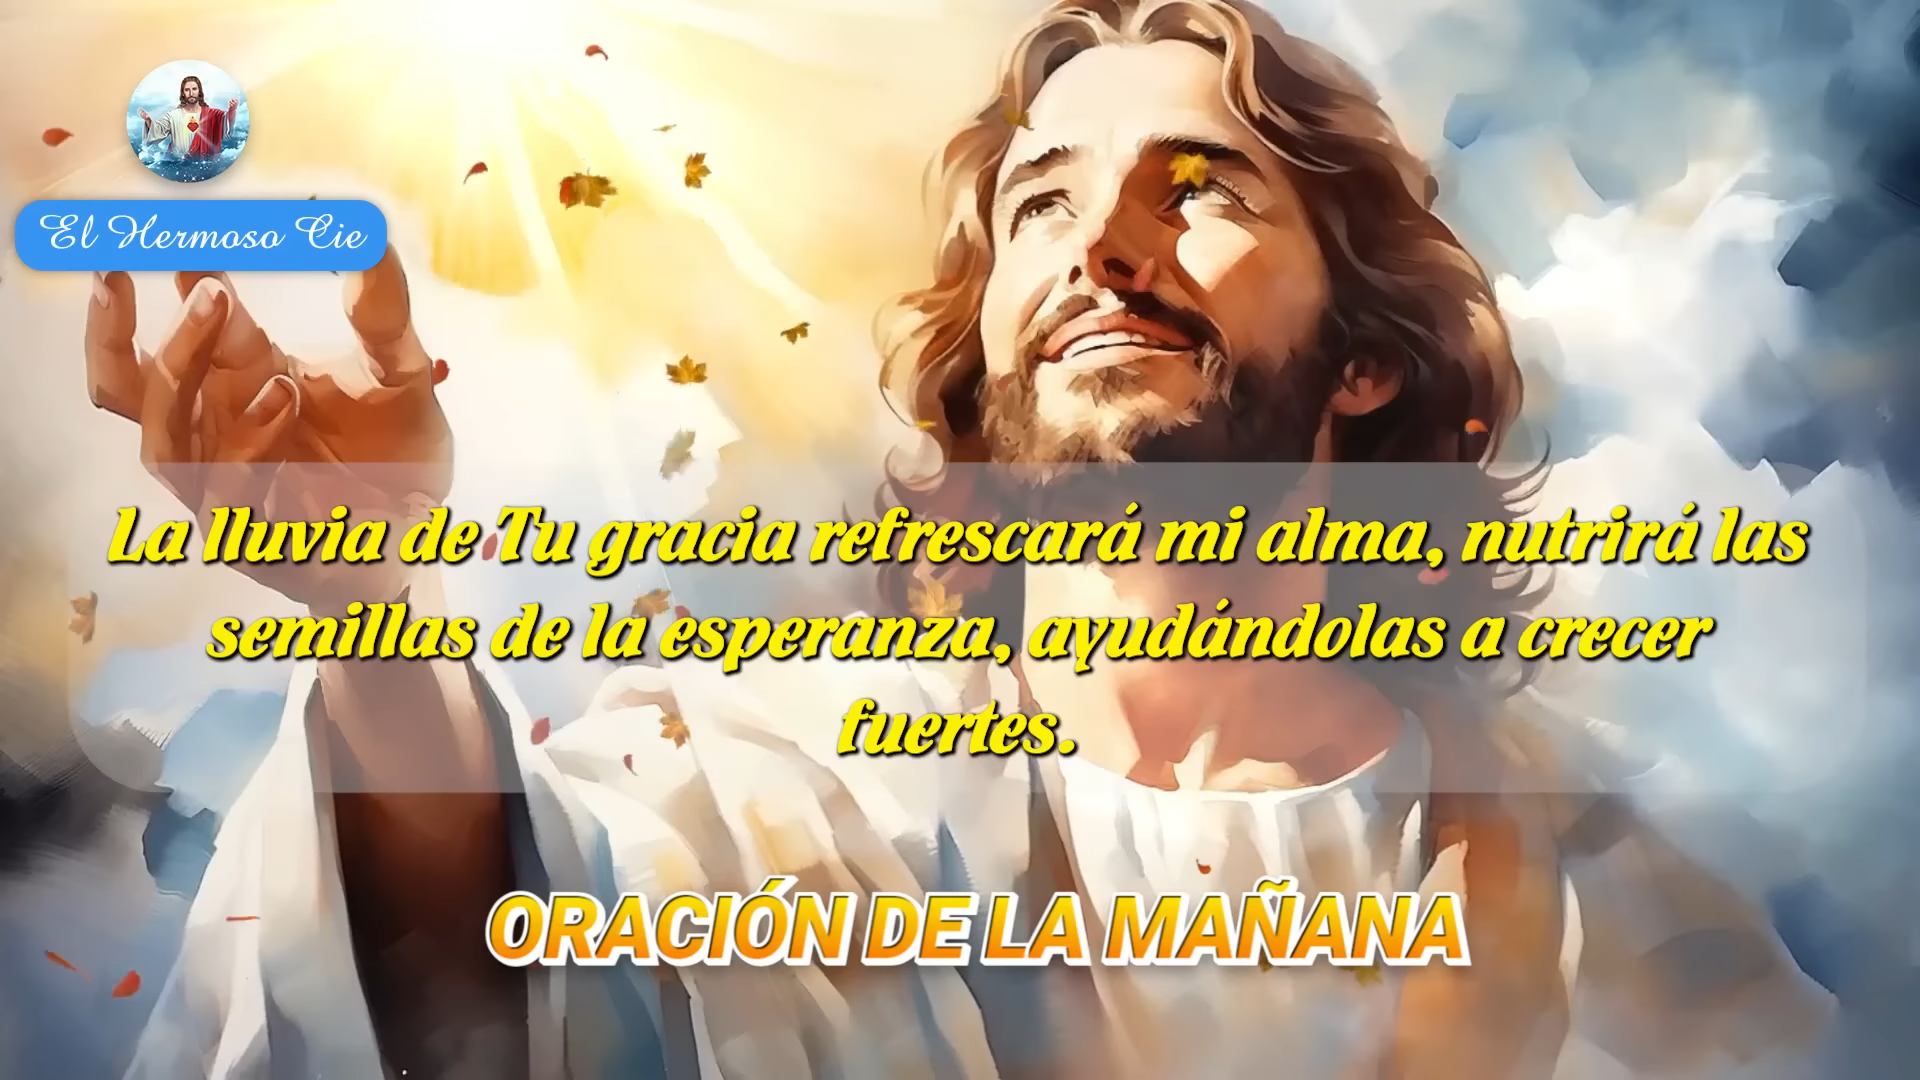 El Hermoso Cie
La lluvia de Tu gracia refrescará mi alma, nutrirá las
semillas de la esperanza, ayudándolas a crecer
fuertes.
ORACIÓN DE LA MAÑANA